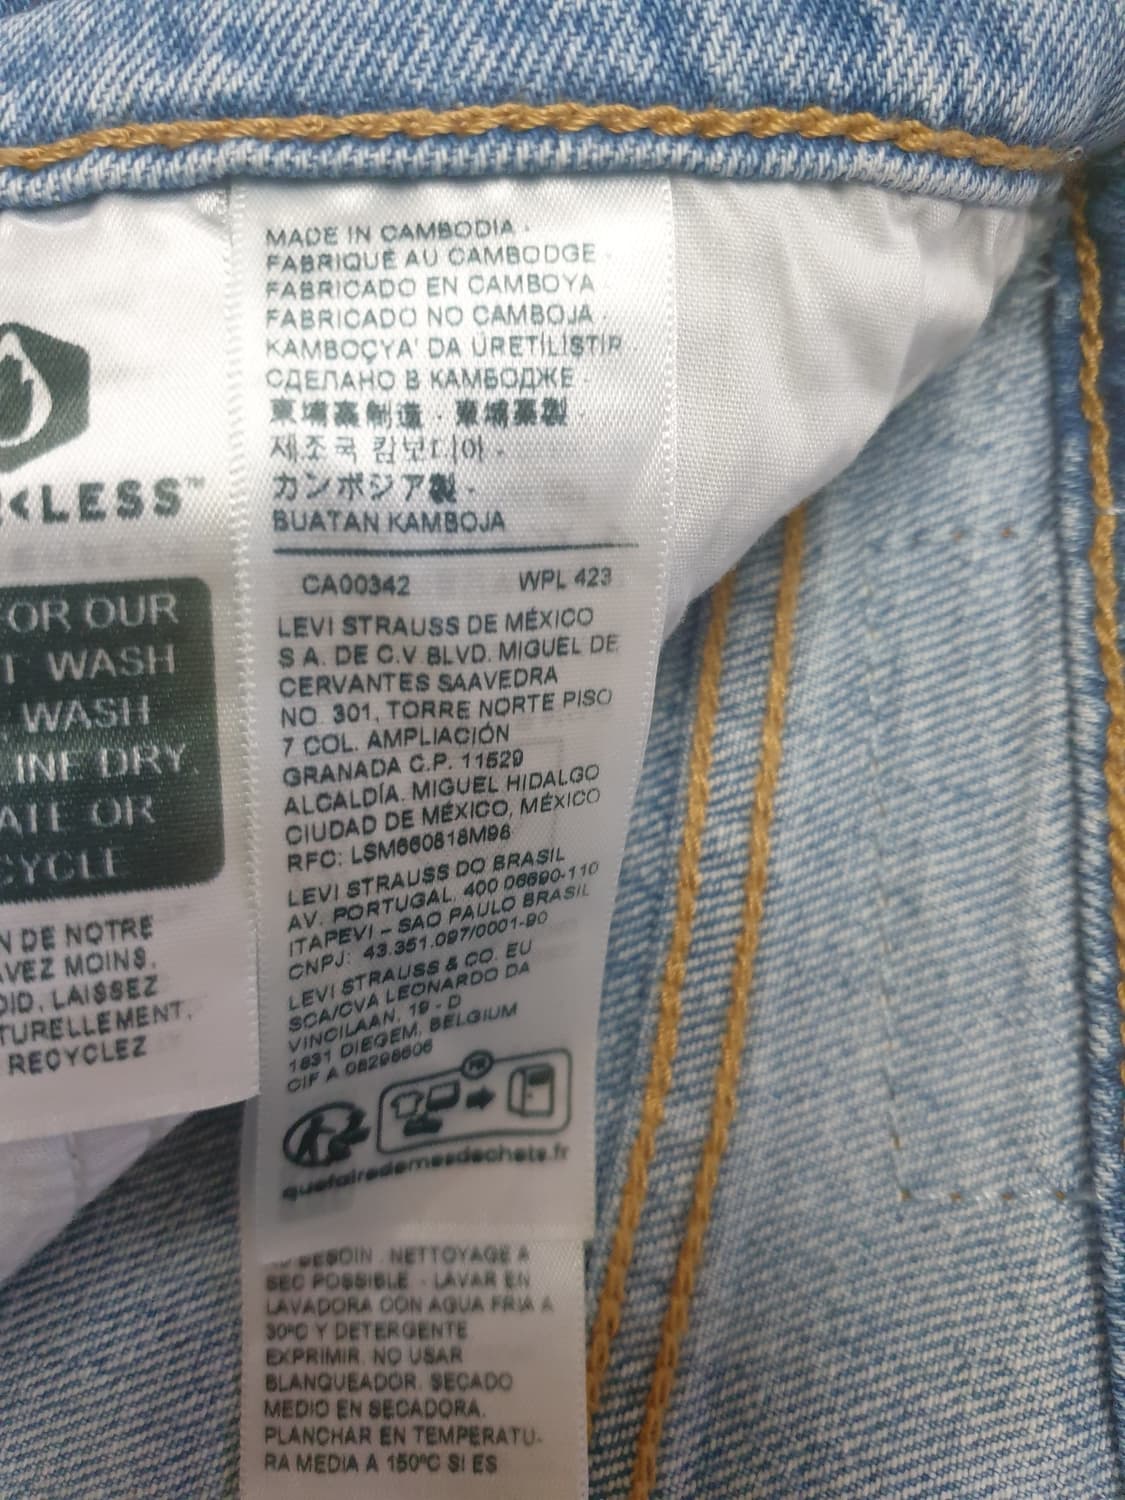 <LESS™
FOR OUR
WASH
WASH
LINE DRY.
OR
N DE NOTRE
AVEZ MOINS.
OID, LAISSEZ
TURELLEMENT.
RECYCLEZ
MADE IN CAMBODIA ·
FABRIQUÉ AU CAMBODGE ·
FABRICADO EN CAMBOYA ·
FABRICADO NO CAMBOJA ·
KAMBOÇYA' DA ÜRETİLİSTİR ·
СДЕЛАНО В КАМБОДЖЕ ·
柬埔寨制造 · 柬埔寨製 ·
제조국 캄보디아 ·
カンボジア製 ·
BUATAN KAMBOJA
CA00342 WPL 423
LEVI STRAUSS DE MÉXICO
S A. DE C.V BLVD. MIGUEL DE
CERVANTES SAAVEDRA
NO. 301, TORRE NORTE PISO
7 COL. AMPLIACIÓN
GRANADA C.P. 11529
ALCALDÍA. MIGUEL HIDALGO
CIUDAD DE MÉXICO, MÉXICO
RFC: LSM660818M98
LEVI STRAUSS DO BRASIL
AV. PORTUGAL, 400 06690-110
ITAPEVI – SAO PAULO BRASIL
CNPJ: 43.351.097/0001-90
LEVI STRAUSS & CO. EU
SCA/CVA LEONARDO DA
VINCILAAN, 19 - D
1831 DIEGEM, BELGIUM
CIF A 08298606
FR
quefairedemesdechets.fr
BESOIN . NETTOYAGE A
SEC POSSIBLE · LAVAR EN
LAVADORA CON AGUA FRIA A
30ºC Y DETERGENTE
EXPRIMIR. NO USAR
BLANQUEADOR. SECADO
MEDIO EN SECADORA.
PLANCHAR EN TEMPERATU-
RA MEDIA A 150ºC SI ES